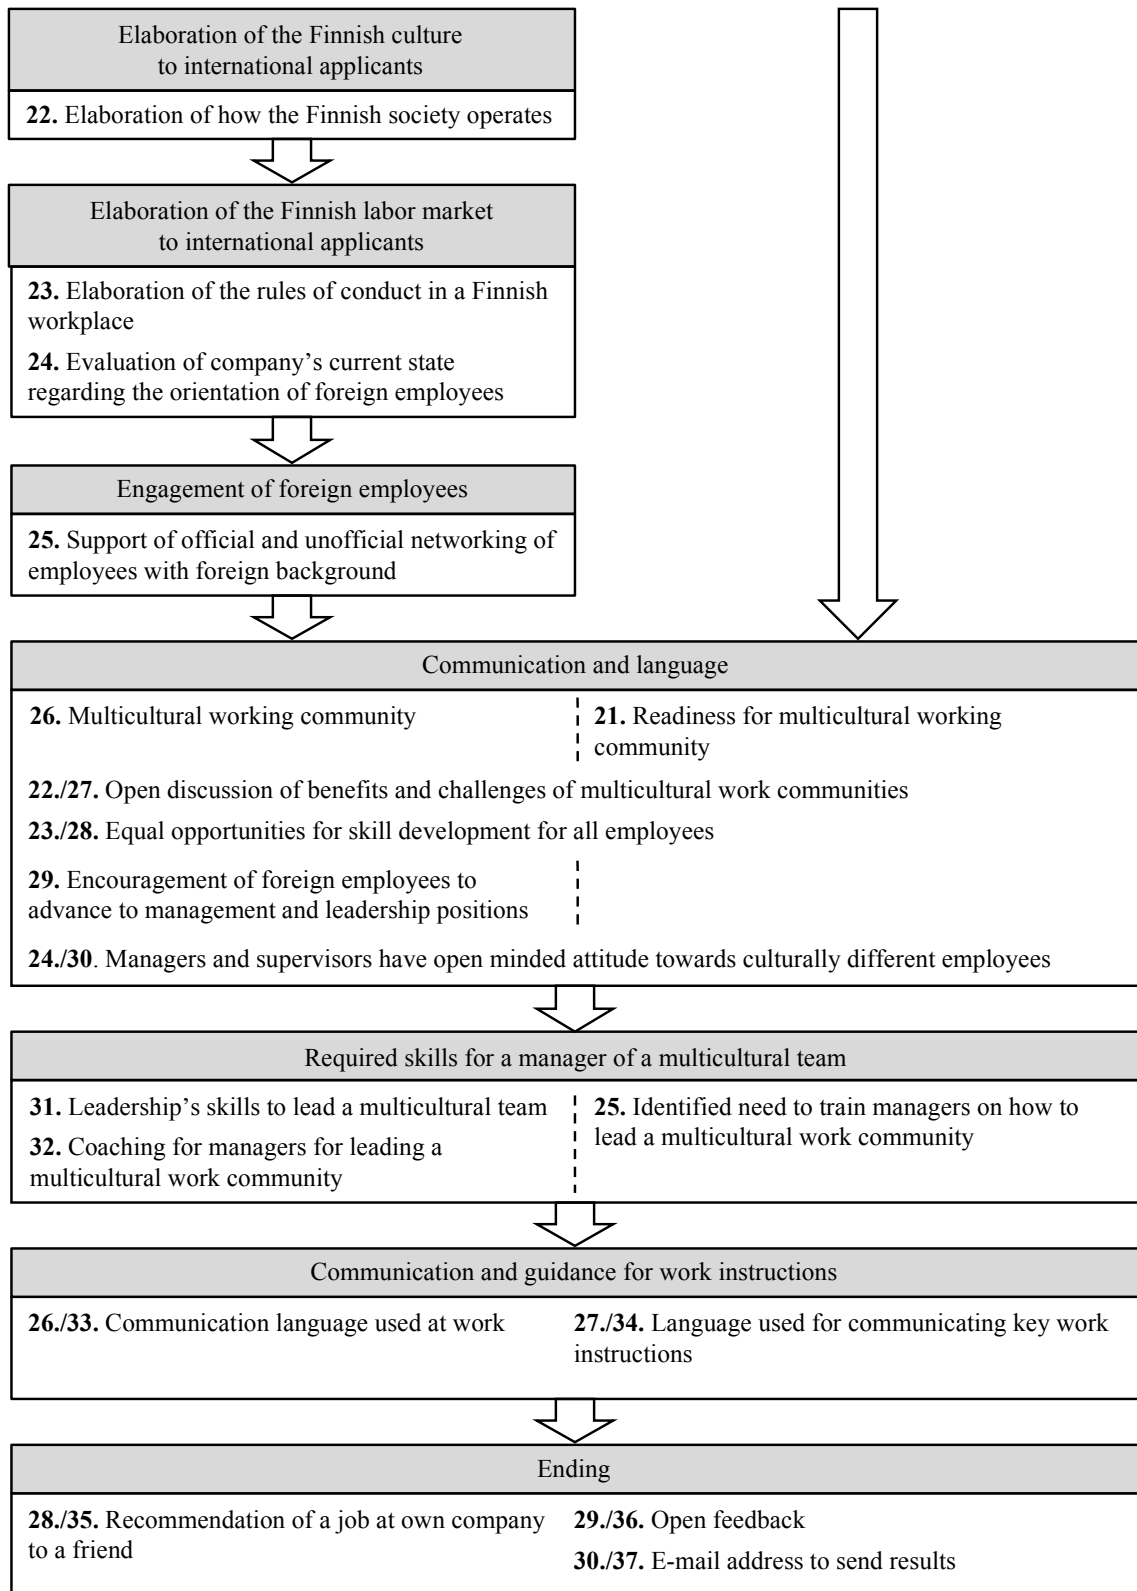 Elaboration of the Finnish culture
to international applicants
22. Elaboration of how the Finnish society operates
Elaboration of the Finnish labor market
to international applicants
23. Elaboration of the rules of conduct in a Finnish
workplace
24. Evaluation of company’s current state
regarding the orientation of foreign employees
Engagement of foreign employees
25. Support of official and unofficial networking of
employees with foreign background
Communication and language
26. Multicultural working community
21. Readiness for multicultural working
community
22./27. Open discussion of benefits and challenges of multicultural work communities
23./28. Equal opportunities for skill development for all employees
29. Encouragement of foreign employees to
advance to management and leadership positions
24./30. Managers and supervisors have open minded attitude towards culturally different employees
Required skills for a manager of a multicultural team
31. Leadership’s skills to lead a multicultural team
32. Coaching for managers for leading a
multicultural work community
25. Identified need to train managers on how to
lead a multicultural work community
Communication and guidance for work instructions
26./33. Communication language used at work
27./34. Language used for communicating key work
instructions
Ending
28./35. Recommendation of a job at own company
to a friend
29./36. Open feedback
30./37. E-mail address to send results